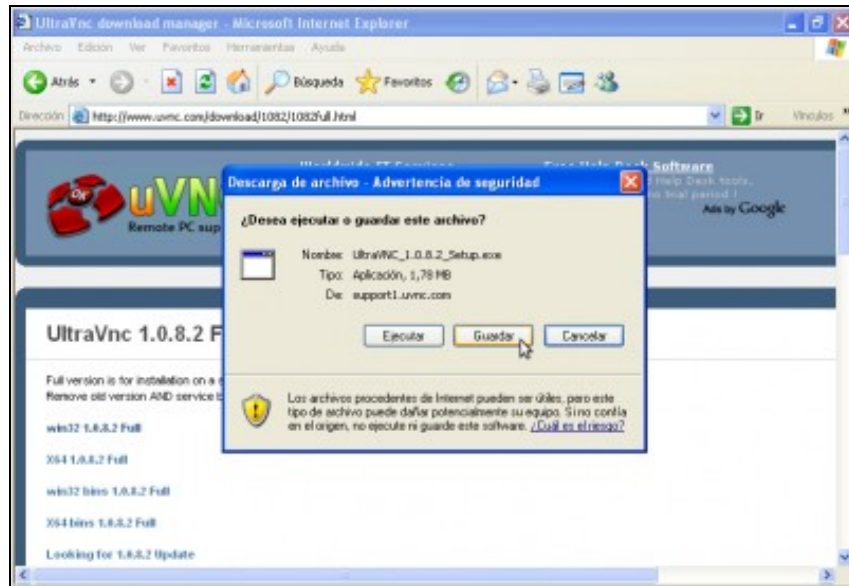 UltraVnc download manager - Microsoft Internet Explorer
Archivo Edición Ver Favoritos Herramientas Ayuda
Atrás Búsqueda Favoritos
Dirección http://www.uvnc.com/download/1082/1082full.html Ir Vínculos »
uVN
Remote PC sup
Software
Help Desk tools.
no trial period !
Ads by Google
Descarga de archivo - Advertencia de seguridad
¿Desea ejecutar o guardar este archivo?
Nombre: UltraVNC_1.0.8.2_Setup.exe
Tipo: Aplicación, 1,78 MB
De: support1.uvnc.com
Ejecutar Guardar Cancelar
Los archivos procedentes de Internet pueden ser útiles, pero este
tipo de archivo puede dañar potencialmente su equipo. Si no confía
en el origen, no ejecute ni guarde este software. ¿Cuál es el riesgo?
UltraVnc 1.0.8.2 F
Full version is for installation on a
Remove old version AND service
win32 1.0.8.2 Full
X64 1.0.8.2 Full
win32 bins 1.0.8.2 Full
X64 bins 1.0.8.2 Full
Looking for 1.0.8.2 Update